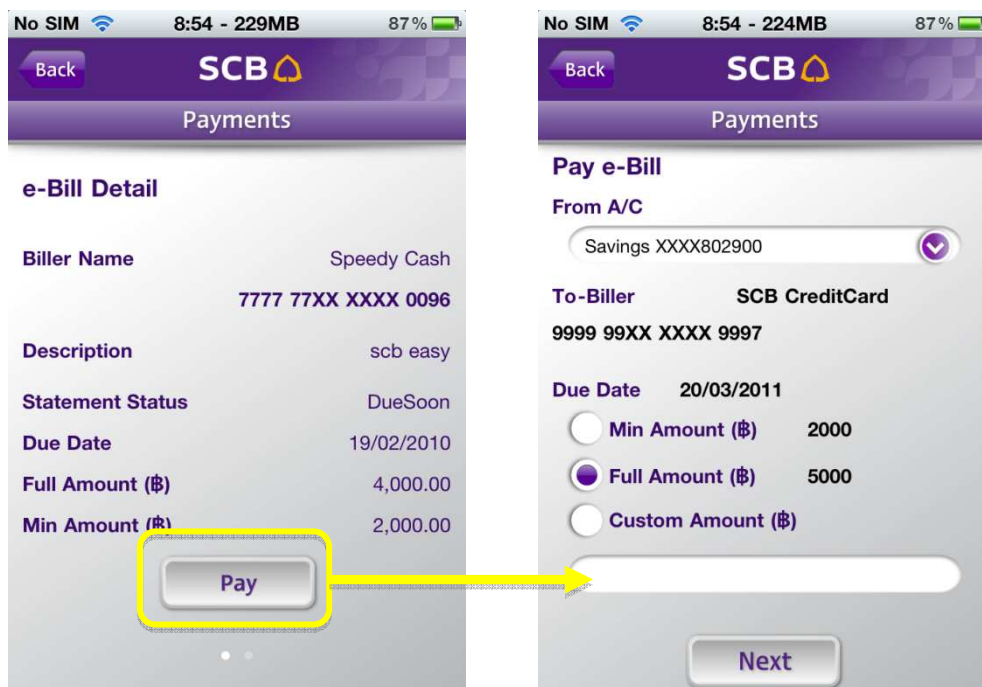 No SIM 8:54 - 229MB 87%
Back SCB
Payments
e-Bill Detail
Biller Name Speedy Cash
7777 77XX XXXX 0096
Description scb easy
Statement Status DueSoon
Due Date 19/02/2010
Full Amount (฿) 4,000.00
Min Amount (฿) 2,000.00
Pay
No SIM 8:54 - 224MB 87%
Back SCB
Payments
Pay e-Bill
From A/C
Savings XXXX802900
To-Biller SCB CreditCard
9999 99XX XXXX 9997
Due Date 20/03/2011
Min Amount (฿) 2000
Full Amount (฿) 5000
Custom Amount (฿)
Next